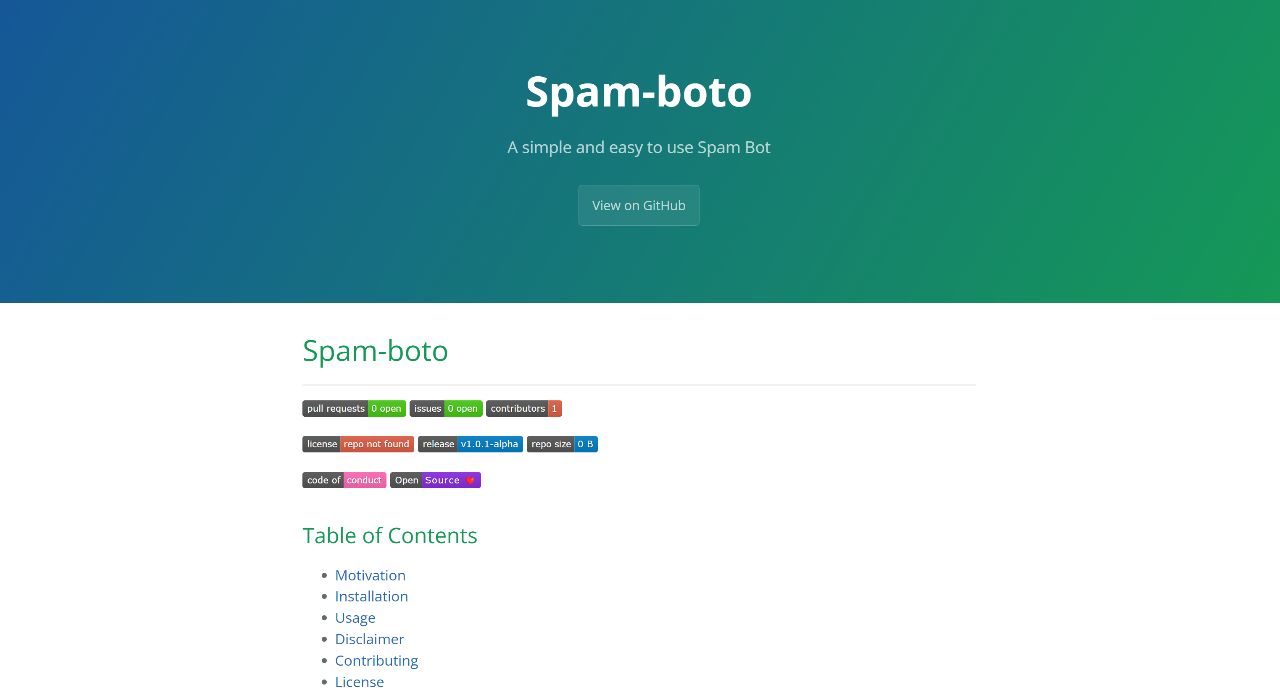 Spam-boto
A simple and easy to use Spam Bot
View on GitHub
Spam-boto
pull requests 0 open issues 0 open contributors 1
license repo not found release v1.0.1-alpha repo size 0 B
code of conduct Open Source ❤️
Table of Contents
• Motivation
• Installation
• Usage
• Disclaimer
• Contributing
• License